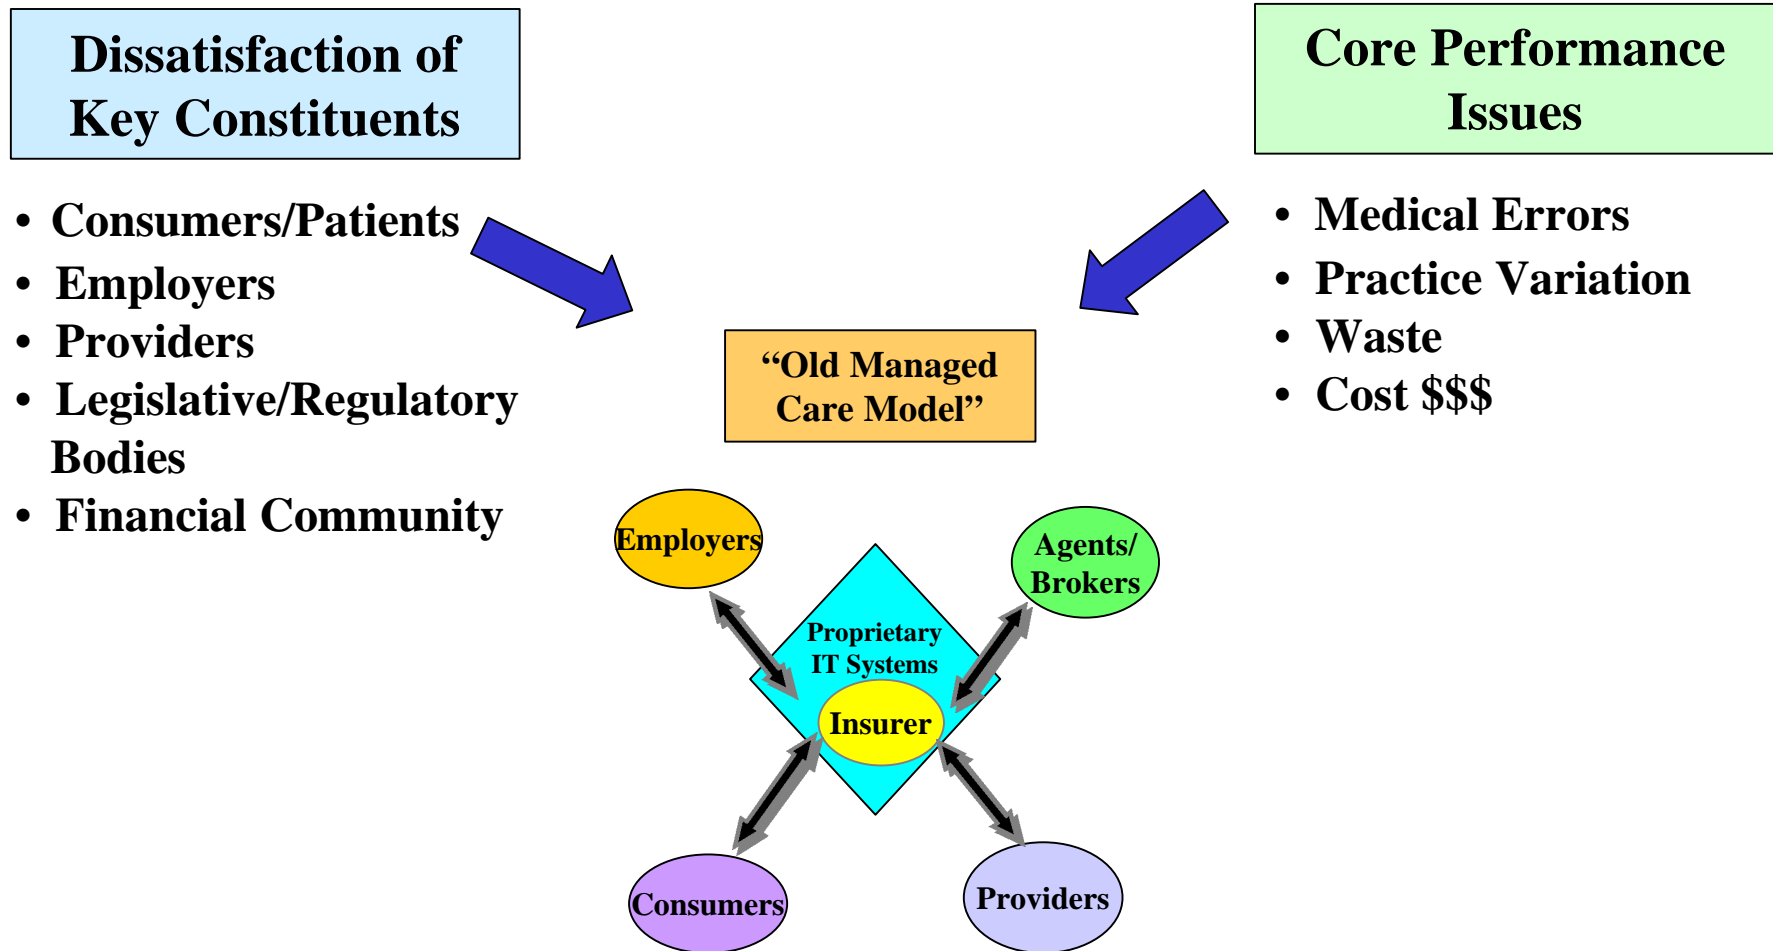 Dissatisfaction of
Key Constituents
• Consumers/Patients
• Employers
• Providers
• Legislative/Regulatory
Bodies
• Financial Community
Core Performance
Issues
• Medical Errors
• Practice Variation
• Waste
• Cost $$$
“Old Managed
Care Model”
Employers
Agents/
Brokers
Proprietary
IT Systems
Insurer
Consumers
Providers